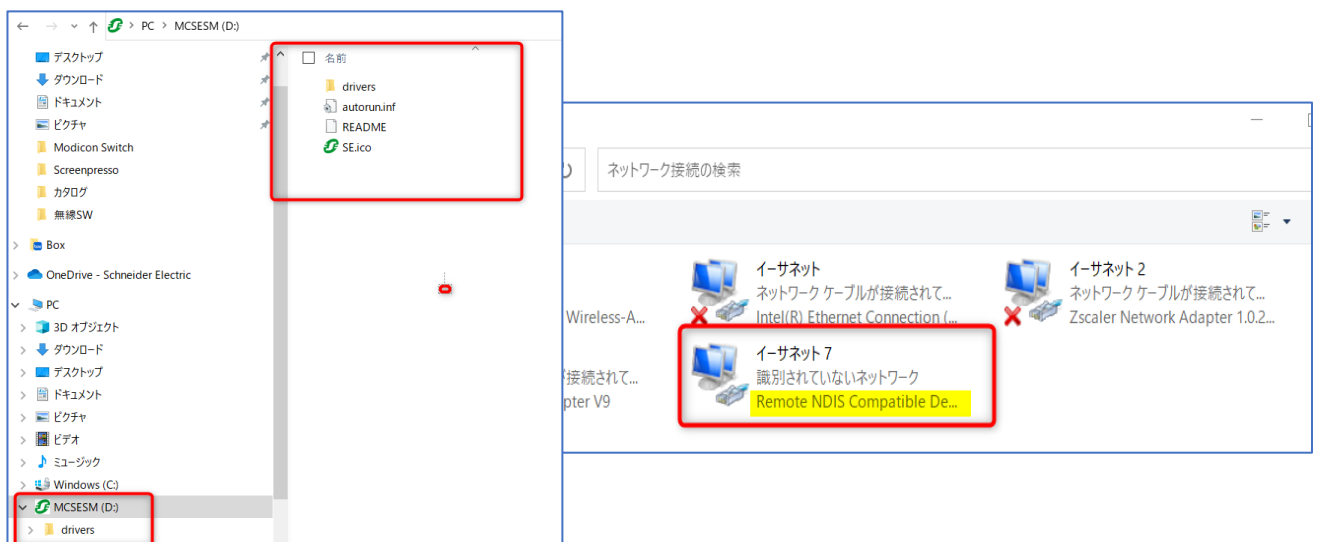 PC > MCSESM (D:)
デスクトップ
ダウンロード
ドキュメント
ピクチャ
Modicon Switch
Screenpresso
カタログ
無線SW
Box
OneDrive - Schneider Electric
PC
3D オブジェクト
ダウンロード
デスクトップ
ドキュメント
ピクチャ
ビデオ
ミュージック
Windows (C:)
MCSESM (D:)
drivers
名前
drivers
autorun.inf
README
SE.ico
ネットワーク接続の検索
Wireless-A...
イーサネット
ネットワーク ケーブルが接続されて...
Intel(R) Ethernet Connection (...
イーサネット 2
ネットワーク ケーブルが接続されて...
Zscaler Network Adapter 1.0.2...
接続されて...
pter V9
イーサネット 7
識別されていないネットワーク
Remote NDIS Compatible De...